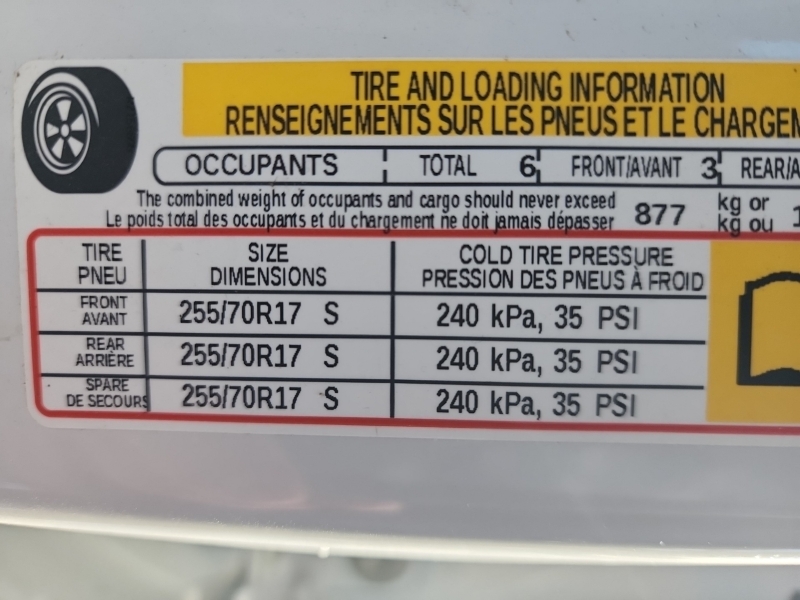 TIRE AND LOADING INFORMATION
RENSEIGNEMENTS SUR LES PNEUS ET LE
OCCUPANTS TOTAL 6 FRONT/AVANT 3
The combined weight of occupants and cargo should never exceed 877 kg or
Le poids total des occupants et du chargement ne doit jamais dépasser kg ou
TIRE SIZE COLD TIRE PRESSURE
PNEU DIMENSIONS PRESSION DES PNEUS À FROID
FRONT
AVANT 255/70R17 S 240 kPa, 35 PSI
REAR
ARRIÈRE 255/70R17 S 240 kPa, 35 PSI
SPARE
DE SECOURS 255/70R17 S 240 kPa, 35 PSI